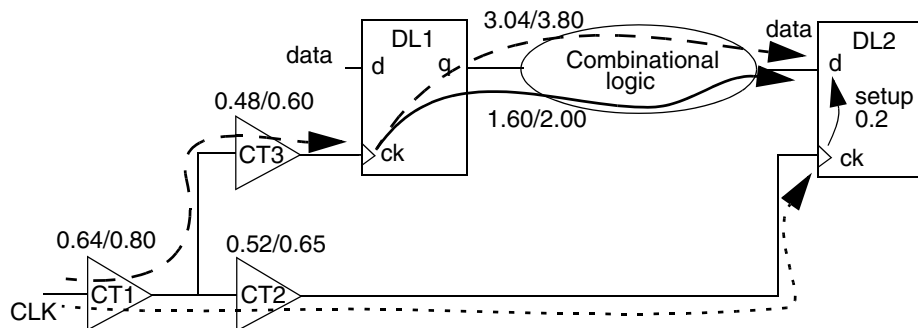 3.04/3.80
data
DL1
data
DL2
d
q
Combinational
logic
d
0.48/0.60
setup
0.2
1.60/2.00
CT3
ck
ck
0.64/0.80
0.52/0.65
CT1
CT2
CLK